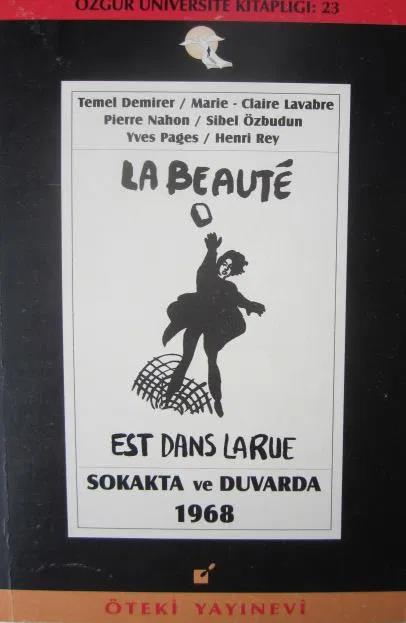 ÖZGÜR ÜNİVERSİTE KİTAPLIĞI: 23
Temel Demirer / Marie - Claire Lavabre
Pierre Nahon / Sibel Özbudun
Yves Pages / Henri Rey
LA BEAUTÉ
EST DANS LA RUE
SOKAKTA ve DUVARDA
1968
ÖTEKİ YAYINEVİ